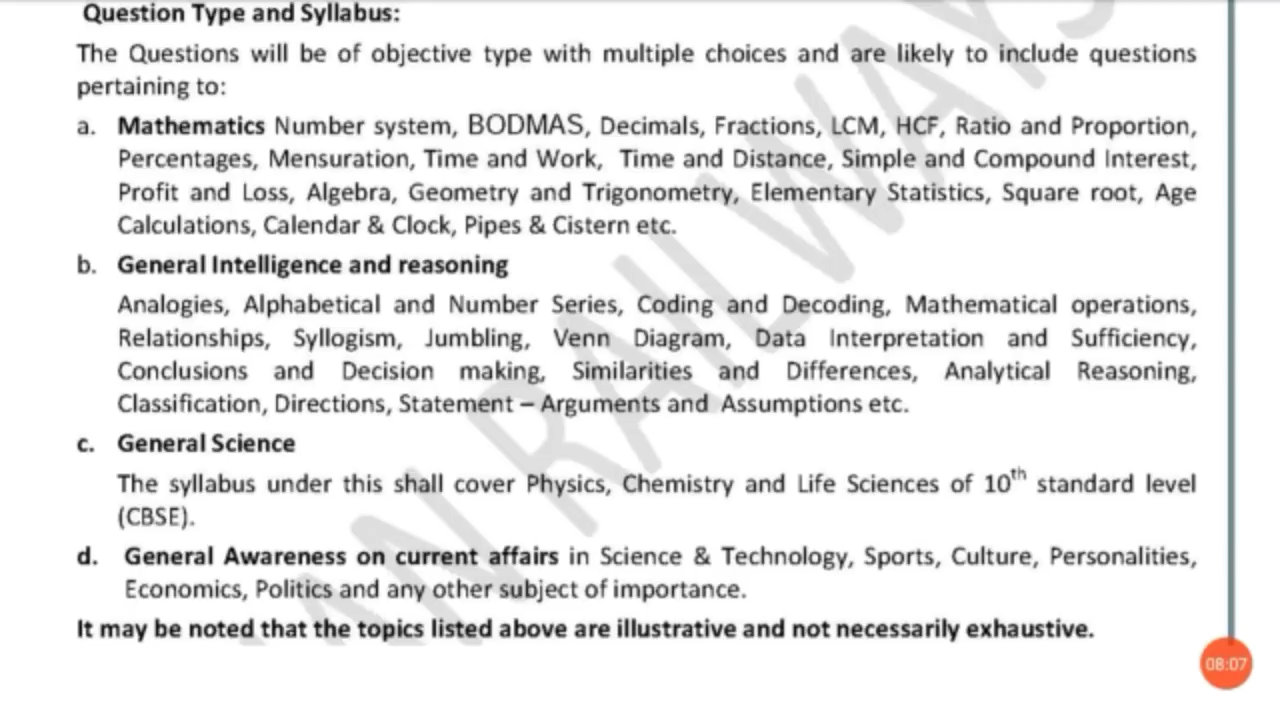 Question Type and Syllabus:
The Questions will be of objective type with multiple choices and are likely to include questions
pertaining to:
a. Mathematics Number system, BODMAS, Decimals, Fractions, LCM, HCF, Ratio and Proportion,
Percentages, Mensuration, Time and Work, Time and Distance, Simple and Compound Interest,
Profit and Loss, Algebra, Geometry and Trigonometry, Elementary Statistics, Square root, Age
Calculations, Calendar & Clock, Pipes & Cistern etc.
b. General Intelligence and reasoning
Analogies, Alphabetical and Number Series, Coding and Decoding, Mathematical operations,
Relationships, Syllogism, Jumbling, Venn Diagram, Data Interpretation and Sufficiency,
Conclusions and Decision making, Similarities and Differences, Analytical Reasoning,
Classification, Directions, Statement – Arguments and Assumptions etc.
c. General Science
The syllabus under this shall cover Physics, Chemistry and Life Sciences of 10th standard level
(CBSE).
d. General Awareness on current affairs in Science & Technology, Sports, Culture, Personalities,
Economics, Politics and any other subject of importance.
It may be noted that the topics listed above are illustrative and not necessarily exhaustive.
08:07
AN RAILWAYS